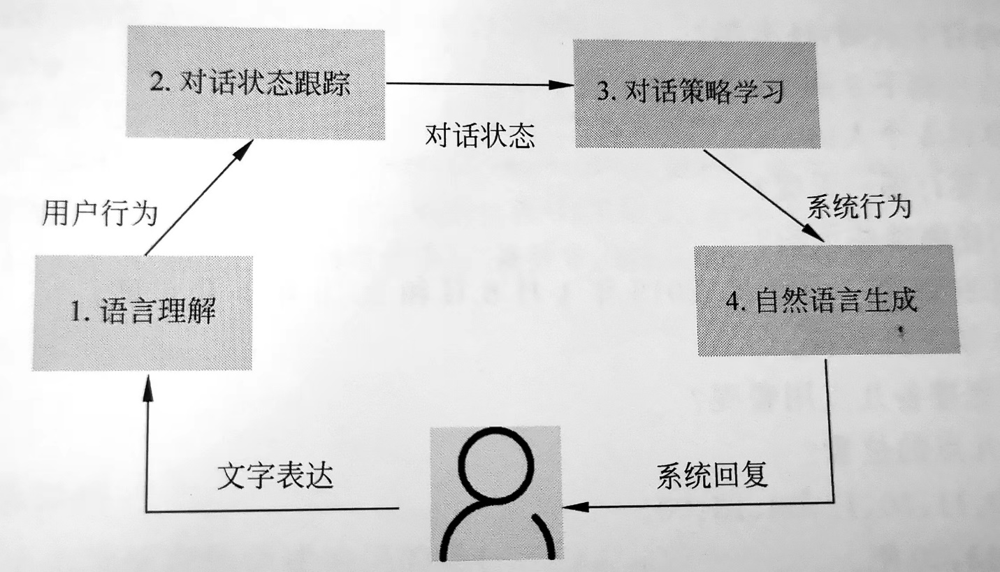 2. 对话状态跟踪
3. 对话策略学习
对话状态
用户行为
系统行为
1. 语言理解
4. 自然语言生成
文字表达
系统回复